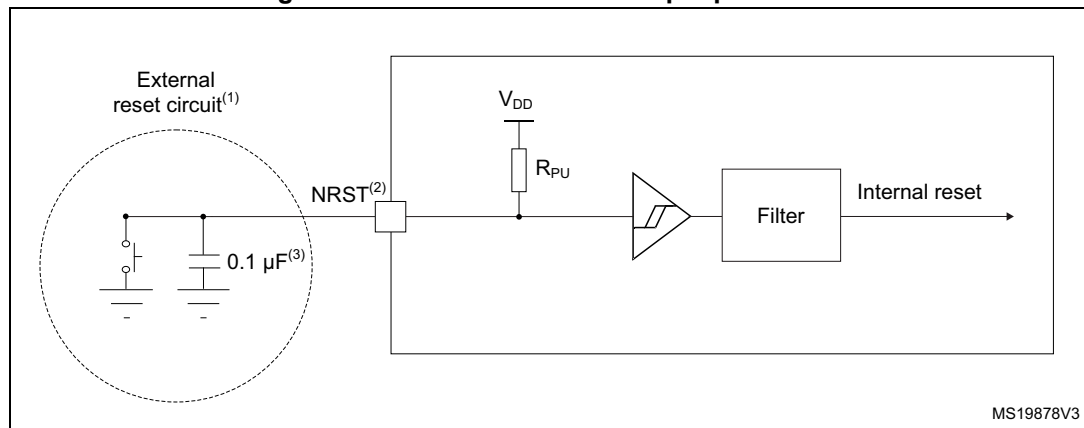 External
reset circuit(1)
VDD
RPU
NRST(2)
Filter
Internal reset
0.1 µF(3)
MS19878V3